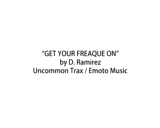 "GET YOUR FREAQUE ON"
by D. Ramirez
Uncommon Trax / Emoto Music